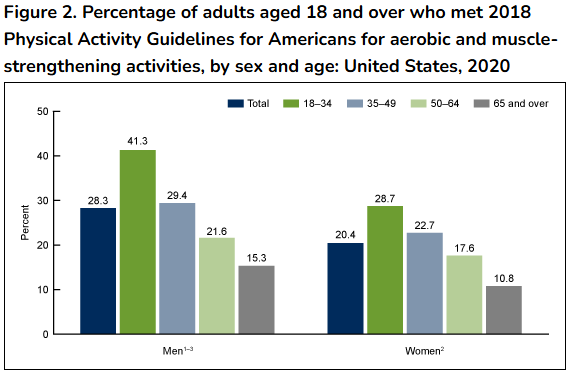 Figure 2. Percentage of adults aged 18 and over who met 2018
Physical Activity Guidelines for Americans for aerobic and muscle-
strengthening activities, by sex and age: United States, 2020
50
40
30
20
10
0
Percent
Total
18–34
35–49
50–64
65 and over
28.3
41.3
29.4
21.6
15.3
20.4
28.7
22.7
17.6
10.8
Men¹⁻³
Women²